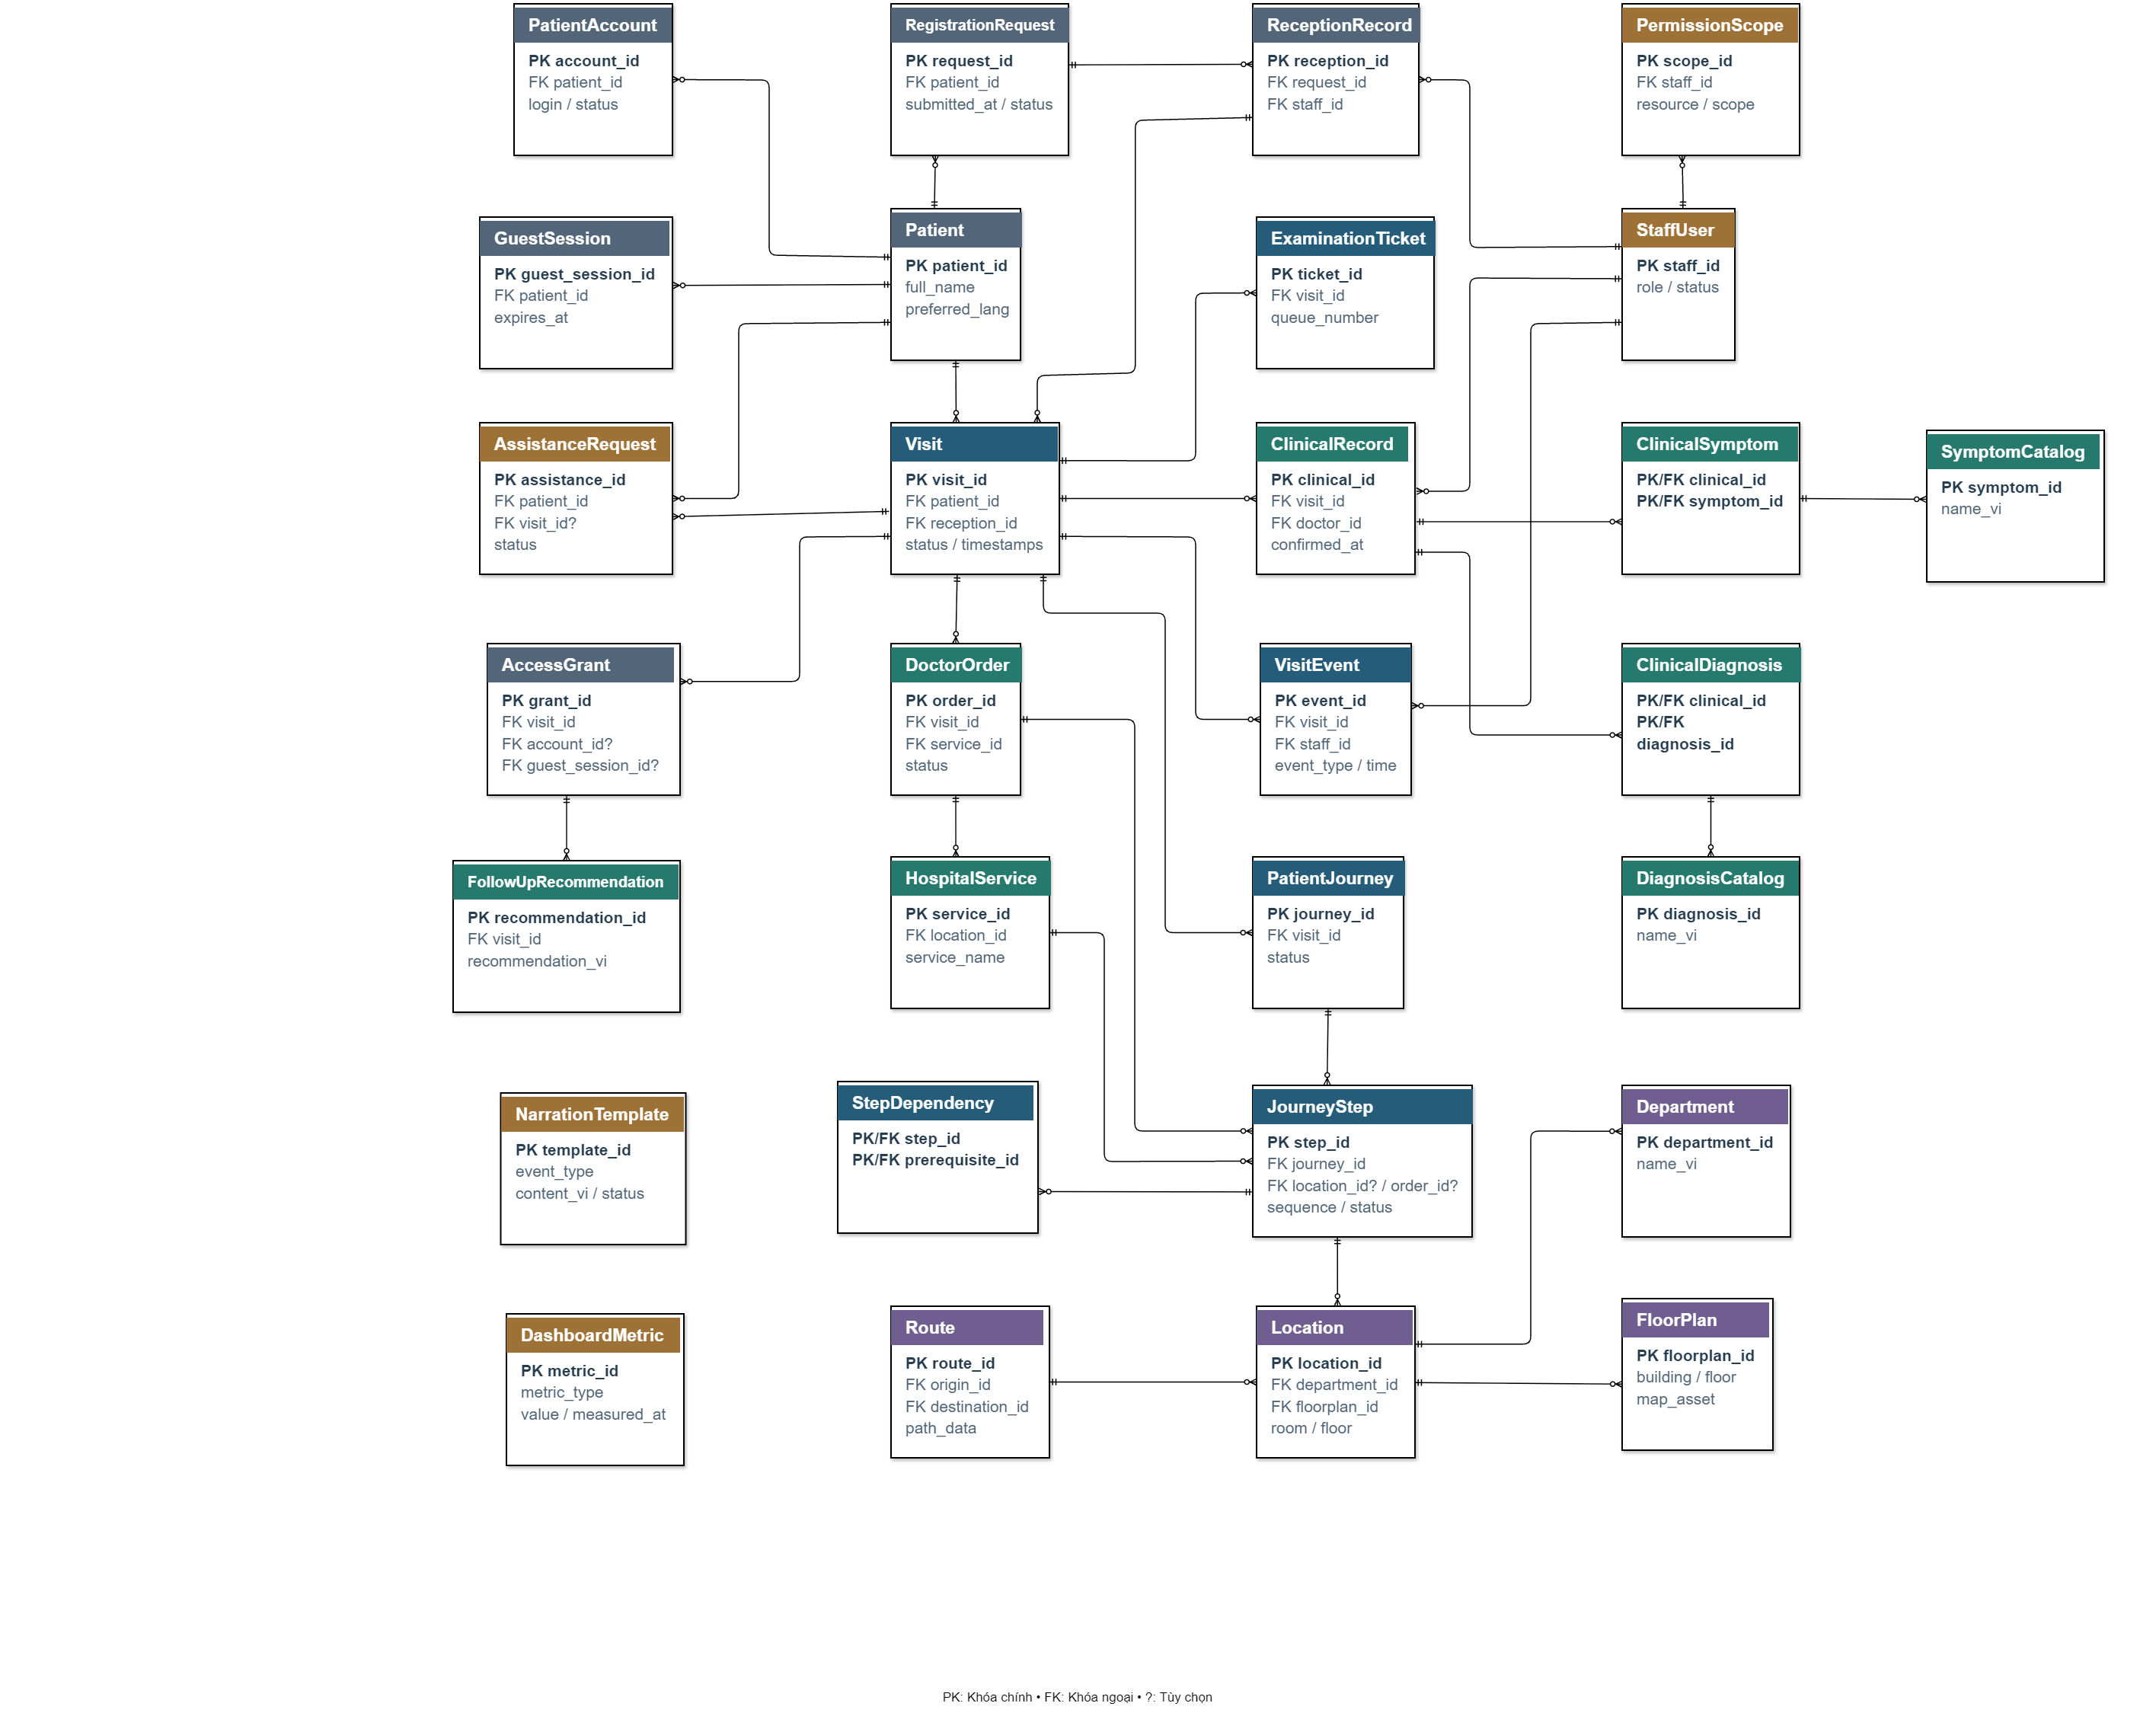 PatientAccount
PK account_id
FK patient_id
login / status
RegistrationRequest
PK request_id
FK patient_id
submitted_at / status
ReceptionRecord
PK reception_id
FK request_id
FK staff_id
PermissionScope
PK scope_id
FK staff_id
resource / scope
GuestSession
PK guest_session_id
FK patient_id
expires_at
Patient
PK patient_id
full_name
preferred_lang
ExaminationTicket
PK ticket_id
FK visit_id
queue_number
StaffUser
PK staff_id
role / status
AssistanceRequest
PK assistance_id
FK patient_id
FK visit_id?
status
Visit
PK visit_id
FK patient_id
FK reception_id
status / timestamps
ClinicalRecord
PK clinical_id
FK visit_id
FK doctor_id
confirmed_at
ClinicalSymptom
PK/FK clinical_id
PK/FK symptom_id
SymptomCatalog
PK symptom_id
name_vi
AccessGrant
PK grant_id
FK visit_id
FK account_id?
FK guest_session_id?
DoctorOrder
PK order_id
FK visit_id
FK service_id
status
VisitEvent
PK event_id
FK visit_id
FK staff_id
event_type / time
ClinicalDiagnosis
PK/FK clinical_id
PK/FK
diagnosis_id
FollowUpRecommendation
PK recommendation_id
FK visit_id
recommendation_vi
HospitalService
PK service_id
FK location_id
service_name
PatientJourney
PK journey_id
FK visit_id
status
DiagnosisCatalog
PK diagnosis_id
name_vi
NarrationTemplate
PK template_id
event_type
content_vi / status
StepDependency
PK/FK step_id
PK/FK prerequisite_id
JourneyStep
PK step_id
FK journey_id
FK location_id? / order_id?
sequence / status
Department
PK department_id
name_vi
DashboardMetric
PK metric_id
metric_type
value / measured_at
Route
PK route_id
FK origin_id
FK destination_id
path_data
Location
PK location_id
FK department_id
FK floorplan_id
room / floor
FloorPlan
PK floorplan_id
building / floor
map_asset
PK: Khóa chính • FK: Khóa ngoại • ?: Tùy chọn